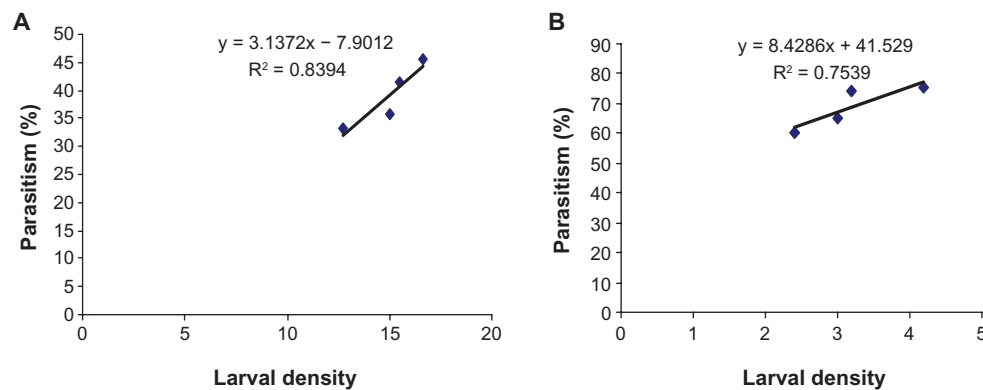 A
y = 3.1372x − 7.9012
R² = 0.8394
50
45
40
35
30
25
20
15
10
5
0
Parasitism (%)
0 5 10 15 20
Larval density
B
y = 8.4286x + 41.529
R² = 0.7539
90
80
70
60
50
40
30
20
10
0
Parasitism (%)
0 1 2 3 4 5
Larval density